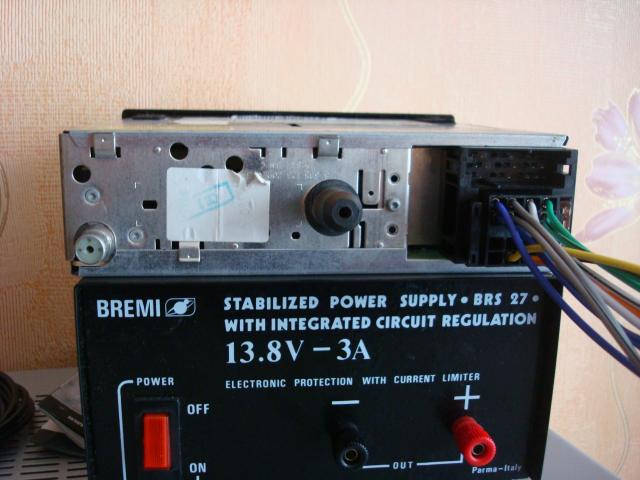 BREMI
STABILIZED POWER SUPPLY • BRS 27 •
WITH INTEGRATED CIRCUIT REGULATION
13.8V – 3A
ELECTRONIC PROTECTION WITH CURRENT LIMITER
POWER
OFF
ON
– +
OUT
Parma-Italy